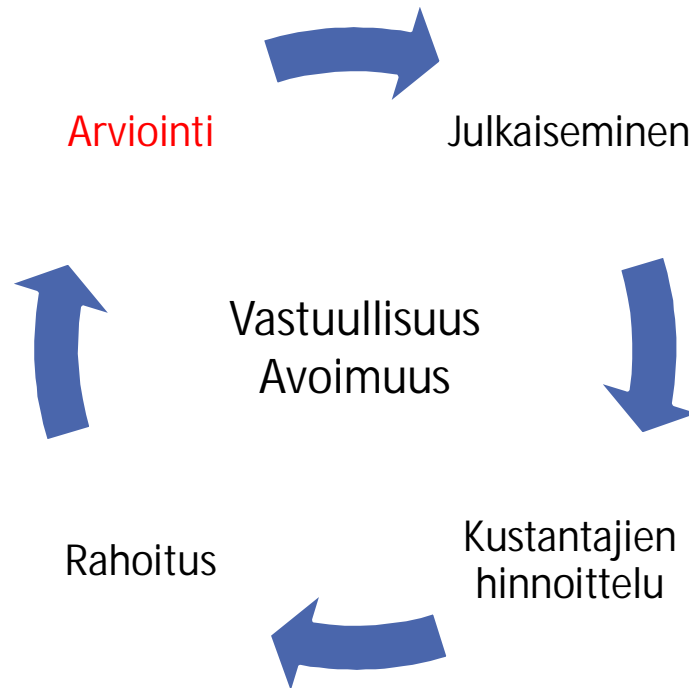 Arviointi
Julkaiseminen
Vastuullisuus
Avoimuus
Rahoitus
Kustantajien
hinnoittelu